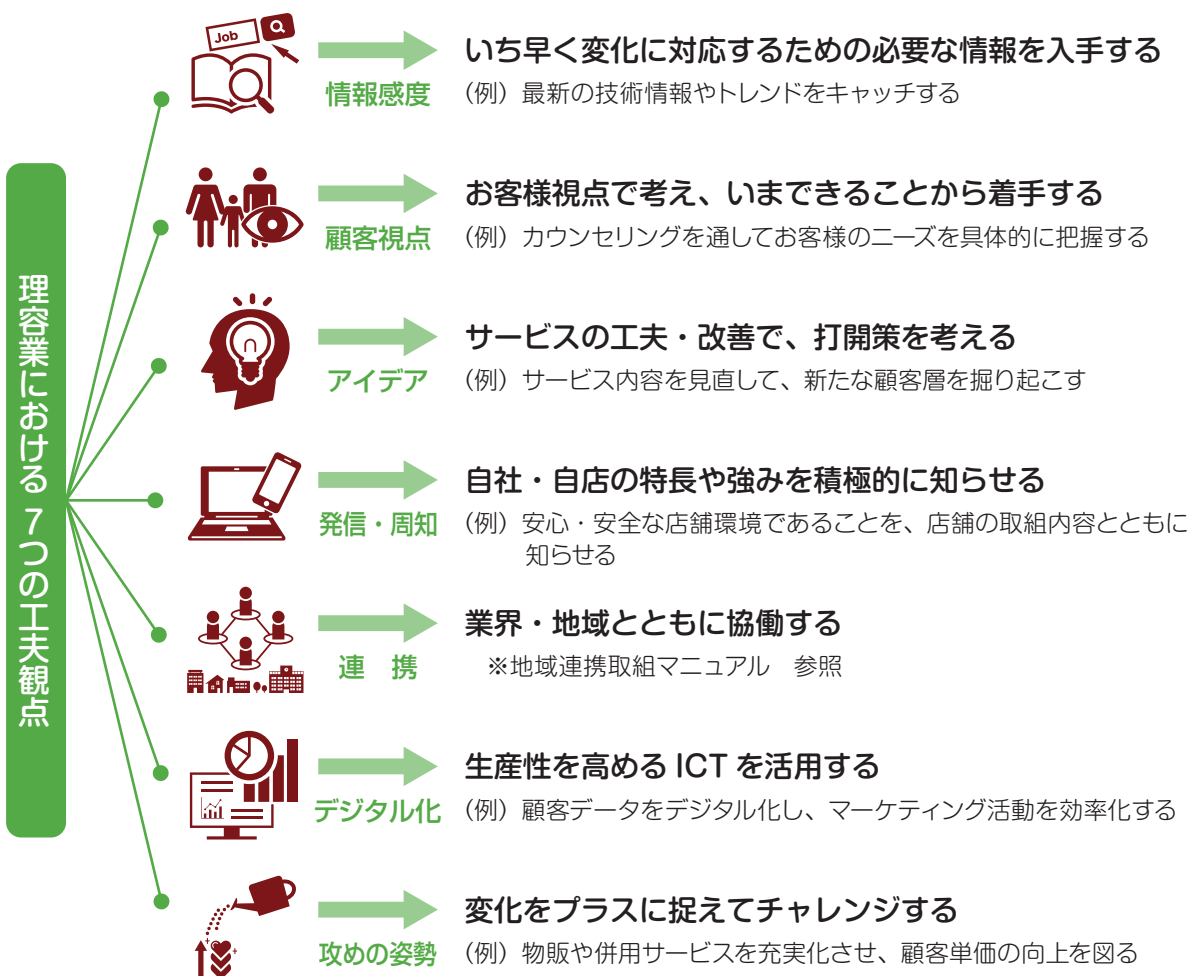 理容業における 7つの工夫観点
Job
情報感度
いち早く変化に対応するための必要な情報を入手する
(例) 最新の技術情報やトレンドをキャッチする
顧客視点
お客様視点で考え、いまできることから着手する
(例) カウンセリングを通してお客様のニーズを具体的に把握する
アイデア
サービスの工夫・改善で、打開策を考える
(例) サービス内容を見直して、新たな顧客層を掘り起こす
発信・周知
自社・自店の特長や強みを積極的に知らせる
(例) 安心・安全な店舗環境であることを、店舗の取組内容とともに
知らせる
連 携
業界・地域とともに協働する
※地域連携取組マニュアル 参照
デジタル化
生産性を高める ICT を活用する
(例) 顧客データをデジタル化し、マーケティング活動を効率化する
攻めの姿勢
変化をプラスに捉えてチャレンジする
(例) 物販や併用サービスを充実化させ、顧客単価の向上を図る